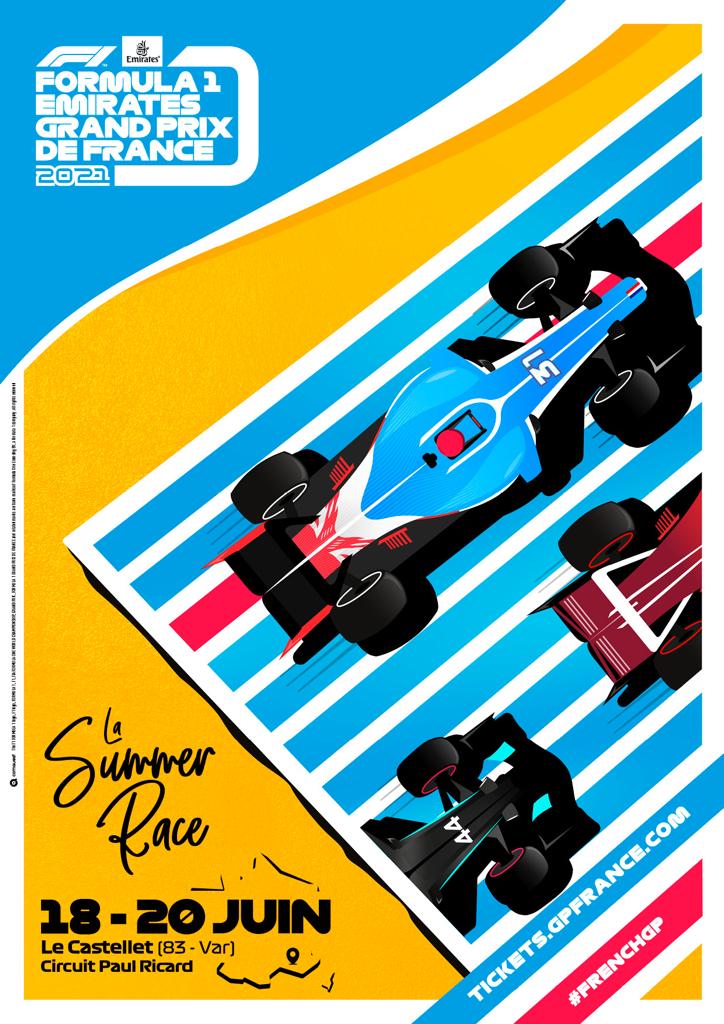 F1
Emirates
FORMULA 1
EMIRATES
GRAND PRIX
DE FRANCE
2021
31
44
La
Summer
Race
18 - 20 JUIN
Le Castellet (83 - Var)
Circuit Paul Ricard
TICKETS.GPFRANCE.COM
#FRENCHGP